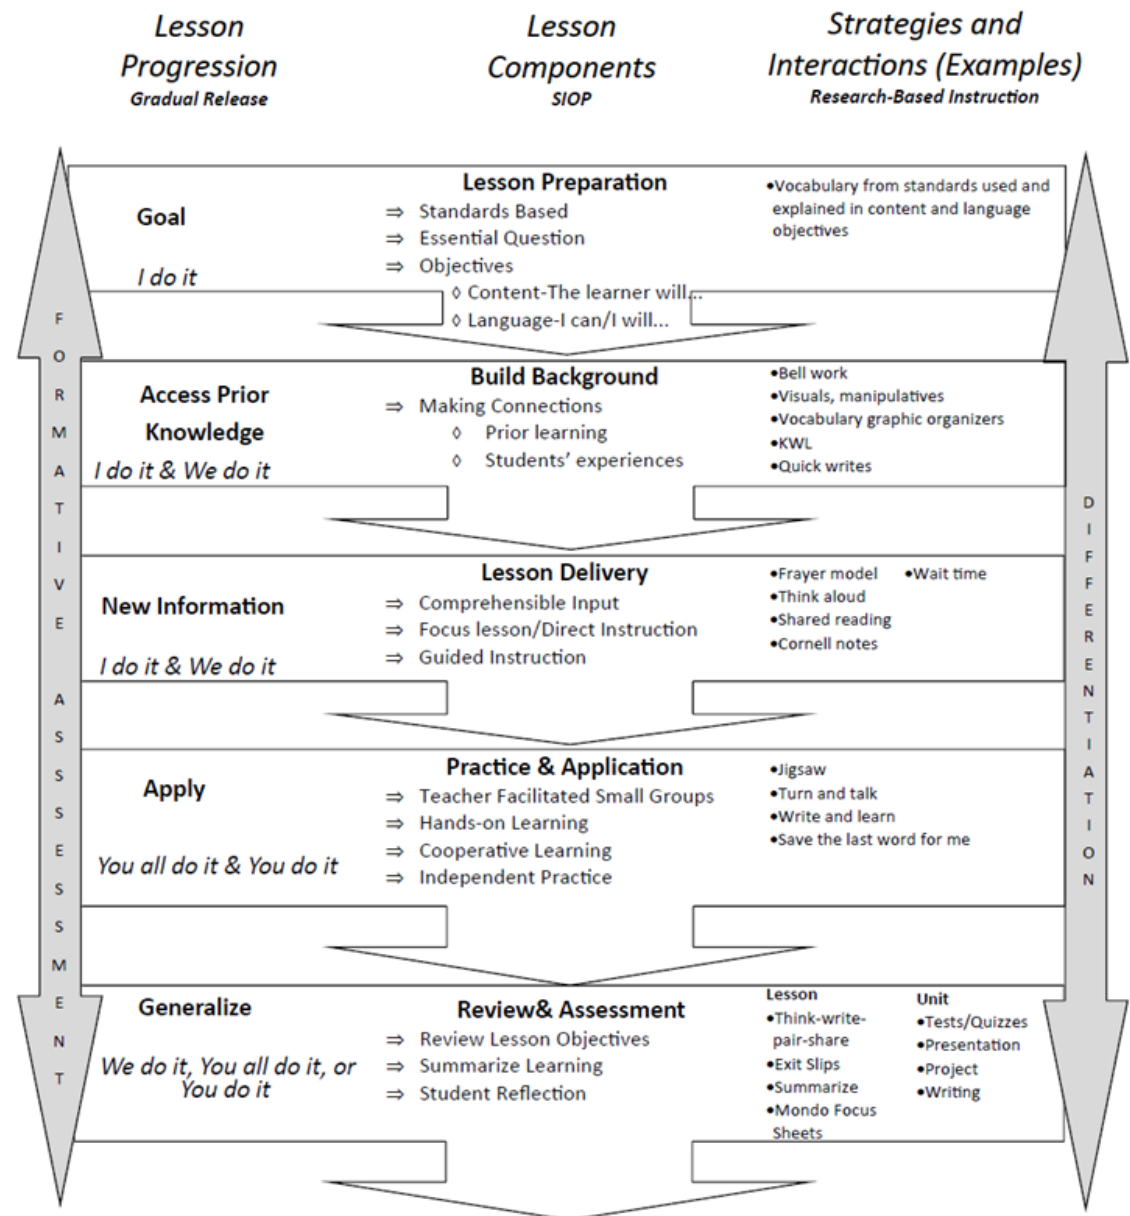 Lesson
Progression
Gradual Release
Lesson
Components
SIOP
Strategies and
Interactions (Examples)
Research-Based Instruction
FORMATIVE ASSESSMENT
Goal
I do it
Lesson Preparation
⇒ Standards Based
⇒ Essential Question
⇒ Objectives
◊ Content-The learner will...
◊ Language-I can/I will...
•Vocabulary from standards used and
explained in content and language
objectives
Access Prior
Knowledge
I do it & We do it
Build Background
⇒ Making Connections
◊ Prior learning
◊ Students' experiences
•Bell work
•Visuals, manipulatives
•Vocabulary graphic organizers
•KWL
•Quick writes
New Information
I do it & We do it
Lesson Delivery
⇒ Comprehensible Input
⇒ Focus lesson/Direct Instruction
⇒ Guided Instruction
•Frayer model •Wait time
•Think aloud
•Shared reading
•Cornell notes
Apply
You all do it & You do it
Practice & Application
⇒ Teacher Facilitated Small Groups
⇒ Hands-on Learning
⇒ Cooperative Learning
⇒ Independent Practice
•Jigsaw
•Turn and talk
•Write and learn
•Save the last word for me
Generalize
We do it, You all do it, or
You do it
Review& Assessment
⇒ Review Lesson Objectives
⇒ Summarize Learning
⇒ Student Reflection
Lesson
•Think-write-
pair-share
•Exit Slips
•Summarize
•Mondo Focus
Sheets
Unit
•Tests/Quizzes
•Presentation
•Project
•Writing
DIFFERENTIATION